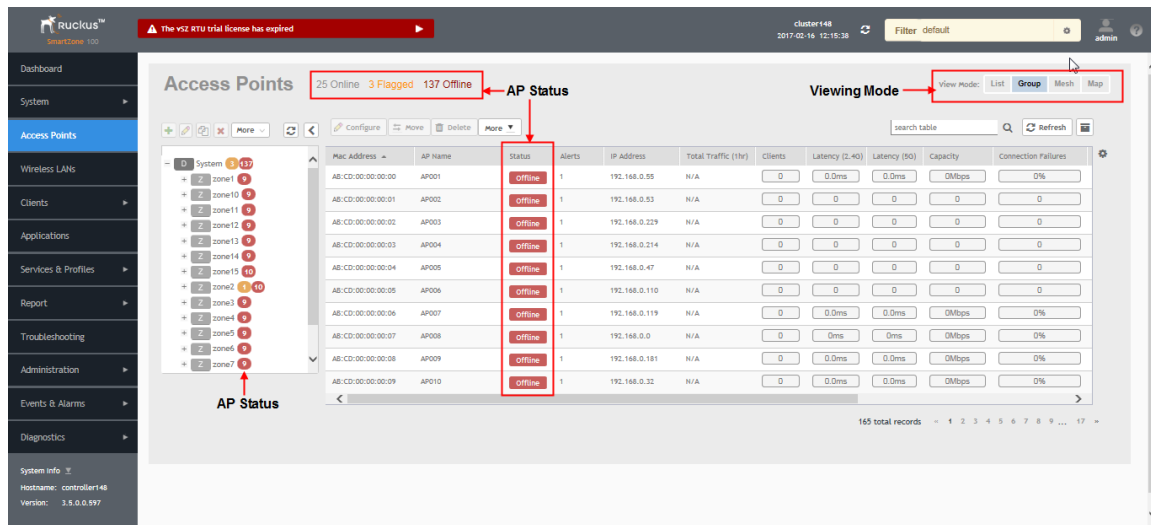 Ruckus™
SmartZone 100
The vSZ RTU trial license has expired
cluster148
2017-02-16 12:15:38
Filter default
admin
Dashboard
System
Access Points
Wireless LANs
Clients
Applications
Services & Profiles
Report
Troubleshooting
Administration
Events & Alarms
Diagnostics
System Info
Hostname: controller148
Version: 3.5.0.0.597
Access Points 25 Online 3 Flagged 137 Offline
AP Status
Viewing Mode
View Mode: List Group Mesh Map
More
Configure Move Delete More
search table Refresh
D System 3 137
Z zone1 9
Z zone10 9
Z zone11 9
Z zone12 9
Z zone13 9
Z zone14 9
Z zone15 10
Z zone2 1 10
Z zone3 9
Z zone4 9
Z zone5 9
Z zone6 9
Z zone7 9
AP Status
Mac Address AP Name Status Alerts IP Address Total Traffic (1hr) Clients Latency (2.4G) Latency (5G) Capacity Connection Failures
AB:CD:00:00:00:00 AP001 Offline 1 192.168.0.55 N/A 0 0.0ms 0.0ms 0Mbps 0%
AB:CD:00:00:00:01 AP002 Offline 1 192.168.0.53 N/A 0 0 0 0 0
AB:CD:00:00:00:02 AP003 Offline 1 192.168.0.229 N/A 0 0 0 0 0
AB:CD:00:00:00:03 AP004 Offline 1 192.168.0.214 N/A 0 0 0 0 0
AB:CD:00:00:00:04 AP005 Offline 1 192.168.0.47 N/A 0 0 0 0 0
AB:CD:00:00:00:05 AP006 Offline 1 192.168.0.110 N/A 0 0 0 0 0
AB:CD:00:00:00:06 AP007 Offline 1 192.168.0.119 N/A 0 0.0ms 0.0ms 0Mbps 0%
AB:CD:00:00:00:07 AP008 Offline 1 192.168.0.0 N/A 0 0ms 0ms 0Mbps 0%
AB:CD:00:00:00:08 AP009 Offline 1 192.168.0.181 N/A 0 0.0ms 0.0ms 0Mbps 0%
AB:CD:00:00:00:09 AP010 Offline 1 192.168.0.32 N/A 0 0.0ms 0.0ms 0Mbps 0%
165 total records « 1 2 3 4 5 6 7 8 9 ... 17 »